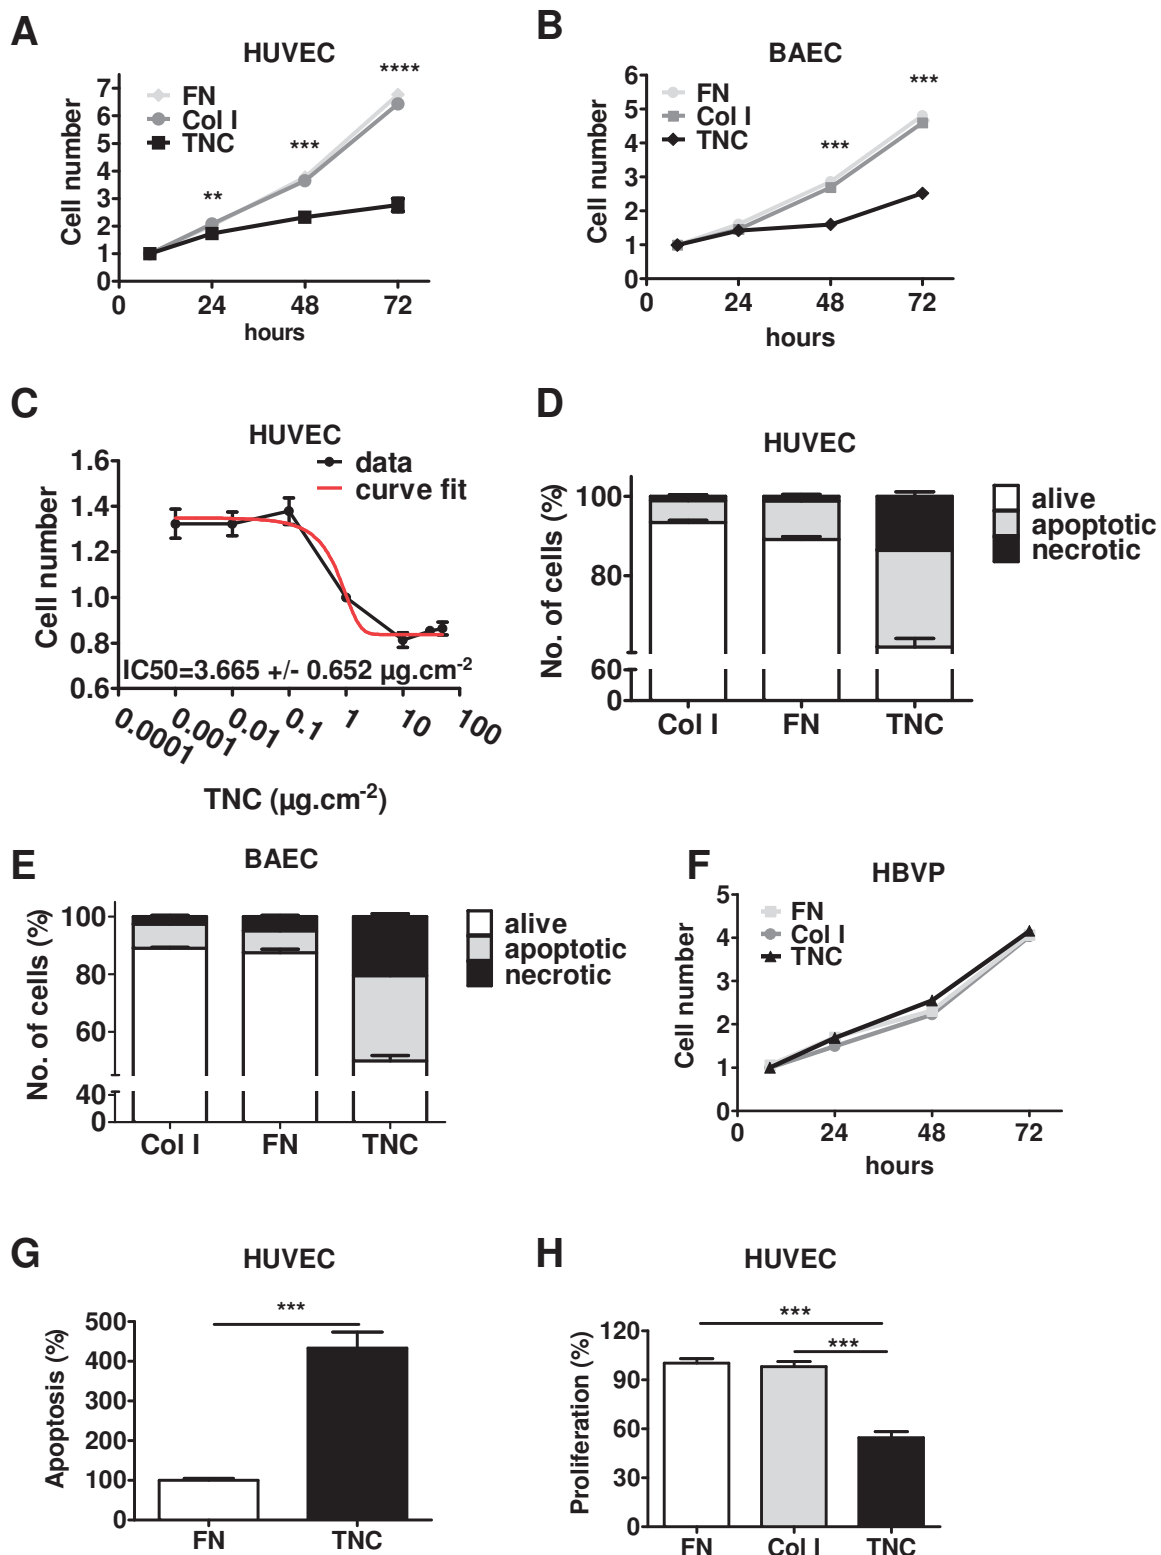 A
HUVEC
****
***
**
FN
Col I
TNC
Cell number
7
6
5
4
3
2
1
0
0 24 48 72
hours
B
BAEC
***
***
FN
Col I
TNC
Cell number
6
5
4
3
2
1
0
0 24 48 72
hours
C
HUVEC
data
curve fit
Cell number
1.6
1.4
1.2
1.0
0.8
0.6
IC50=3.665 +/- 0.652 µg.cm-2
0.0001 0.001 0.01 0.1 1 10 100
TNC (µg.cm-2)
D
HUVEC
No. of cells (%)
100
80
60
0
Col I FN TNC
alive
apoptotic
necrotic
E
BAEC
No. of cells (%)
100
80
60
40
0
Col I FN TNC
alive
apoptotic
necrotic
F
HBVP
FN
Col I
TNC
Cell number
5
4
3
2
1
0
0 24 48 72
hours
G
HUVEC
***
Apoptosis (%)
500
400
300
200
100
0
FN TNC
H
HUVEC
***
***
Proliferation (%)
120
90
60
30
0
FN Col I TNC